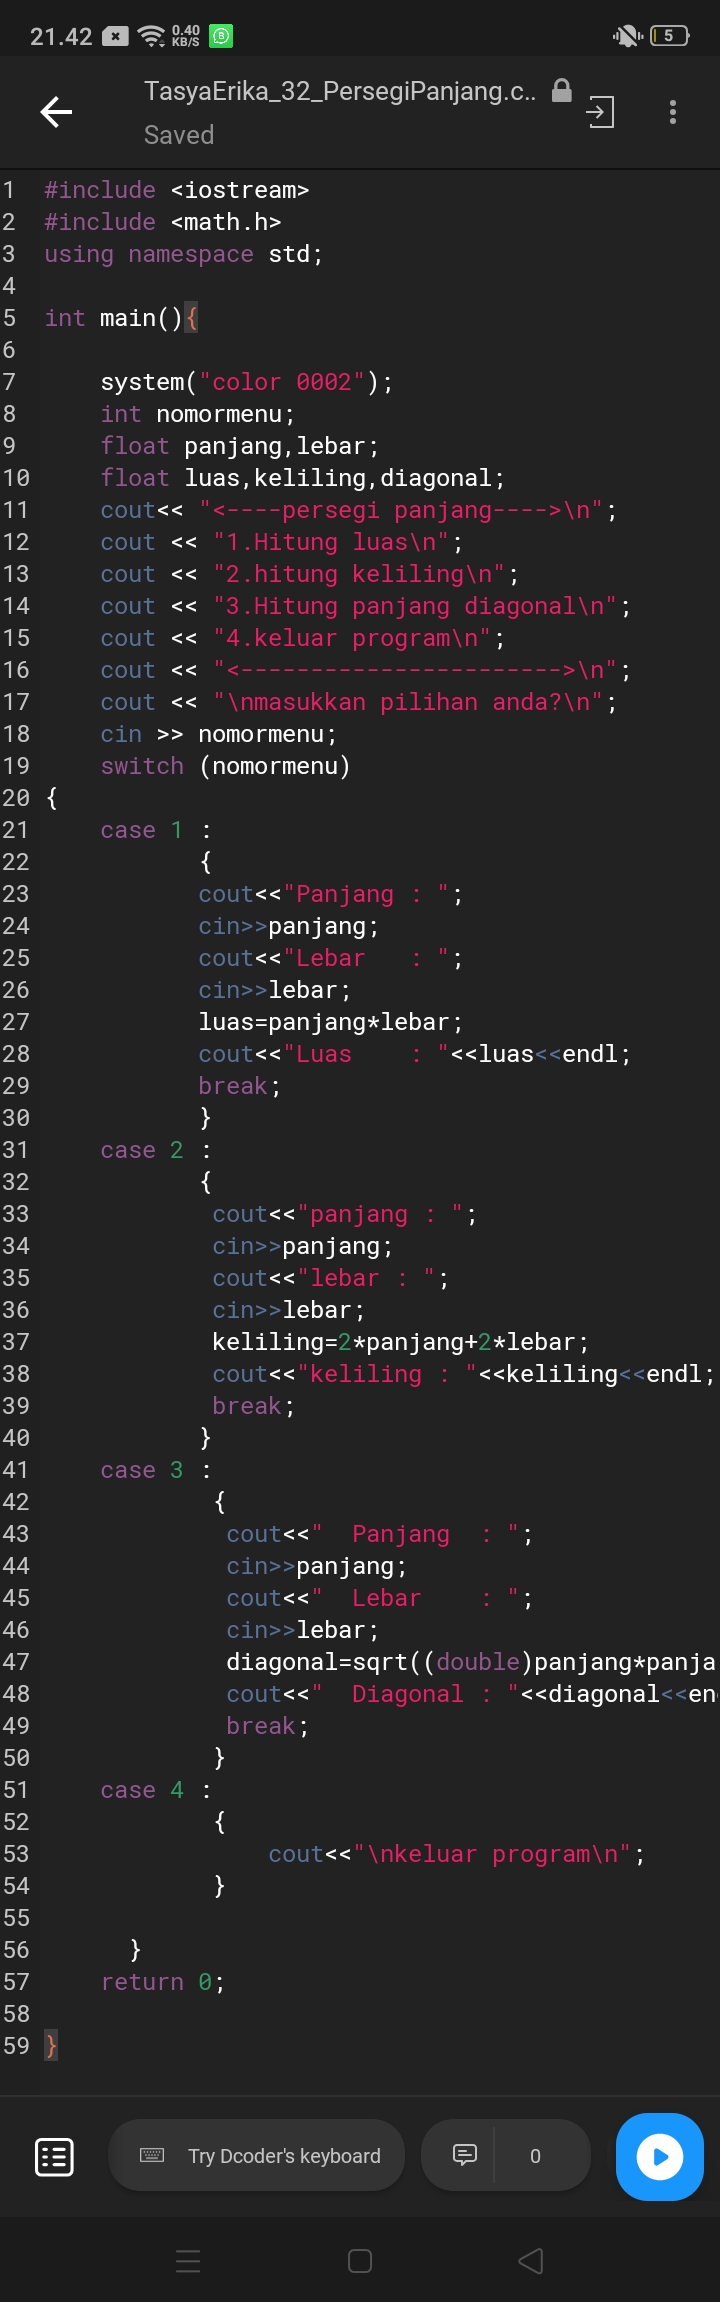 21.42 0.40 KB/S 5
TasyaErika_32_PersegiPanjang.c..
Saved
1 #include <iostream>
2 #include <math.h>
3 using namespace std;
4
5 int main(){
6
7     system("color 0002");
8     int nomormenu;
9     float panjang,lebar;
10     float luas,keliling,diagonal;
11     cout<< "<----persegi panjang---->\n";
12     cout << "1.Hitung luas\n";
13     cout << "2.hitung keliling\n";
14     cout << "3.Hitung panjang diagonal\n";
15     cout << "4.keluar program\n";
16     cout << "<----------------------->\n";
17     cout << "\nmasukkan pilihan anda?\n";
18     cin >> nomormenu;
19     switch (nomormenu)
20 {
21     case 1 :
22            {
23            cout<<"Panjang : ";
24            cin>>panjang;
25            cout<<"Lebar   : ";
26            cin>>lebar;
27            luas=panjang*lebar;
28            cout<<"Luas    : "<<luas<<endl;
29            break;
30            }
31     case 2 :
32            {
33             cout<<"panjang : ";
34             cin>>panjang;
35             cout<<"lebar : ";
36             cin>>lebar;
37             keliling=2*panjang+2*lebar;
38             cout<<"keliling : "<<keliling<<endl;
39             break;
40            }
41     case 3 :
42             {
43              cout<<"  Panjang  : ";
44              cin>>panjang;
45              cout<<"  Lebar    : ";
46              cin>>lebar;
47              diagonal=sqrt((double)panjang*panja
48              cout<<"  Diagonal : "<<diagonal<<en
49              break;
50             }
51     case 4 :
52             {
53                 cout<<"\nkeluar program\n";
54             }
55
56       }
57     return 0;
58
59 }
Try Dcoder's keyboard 0